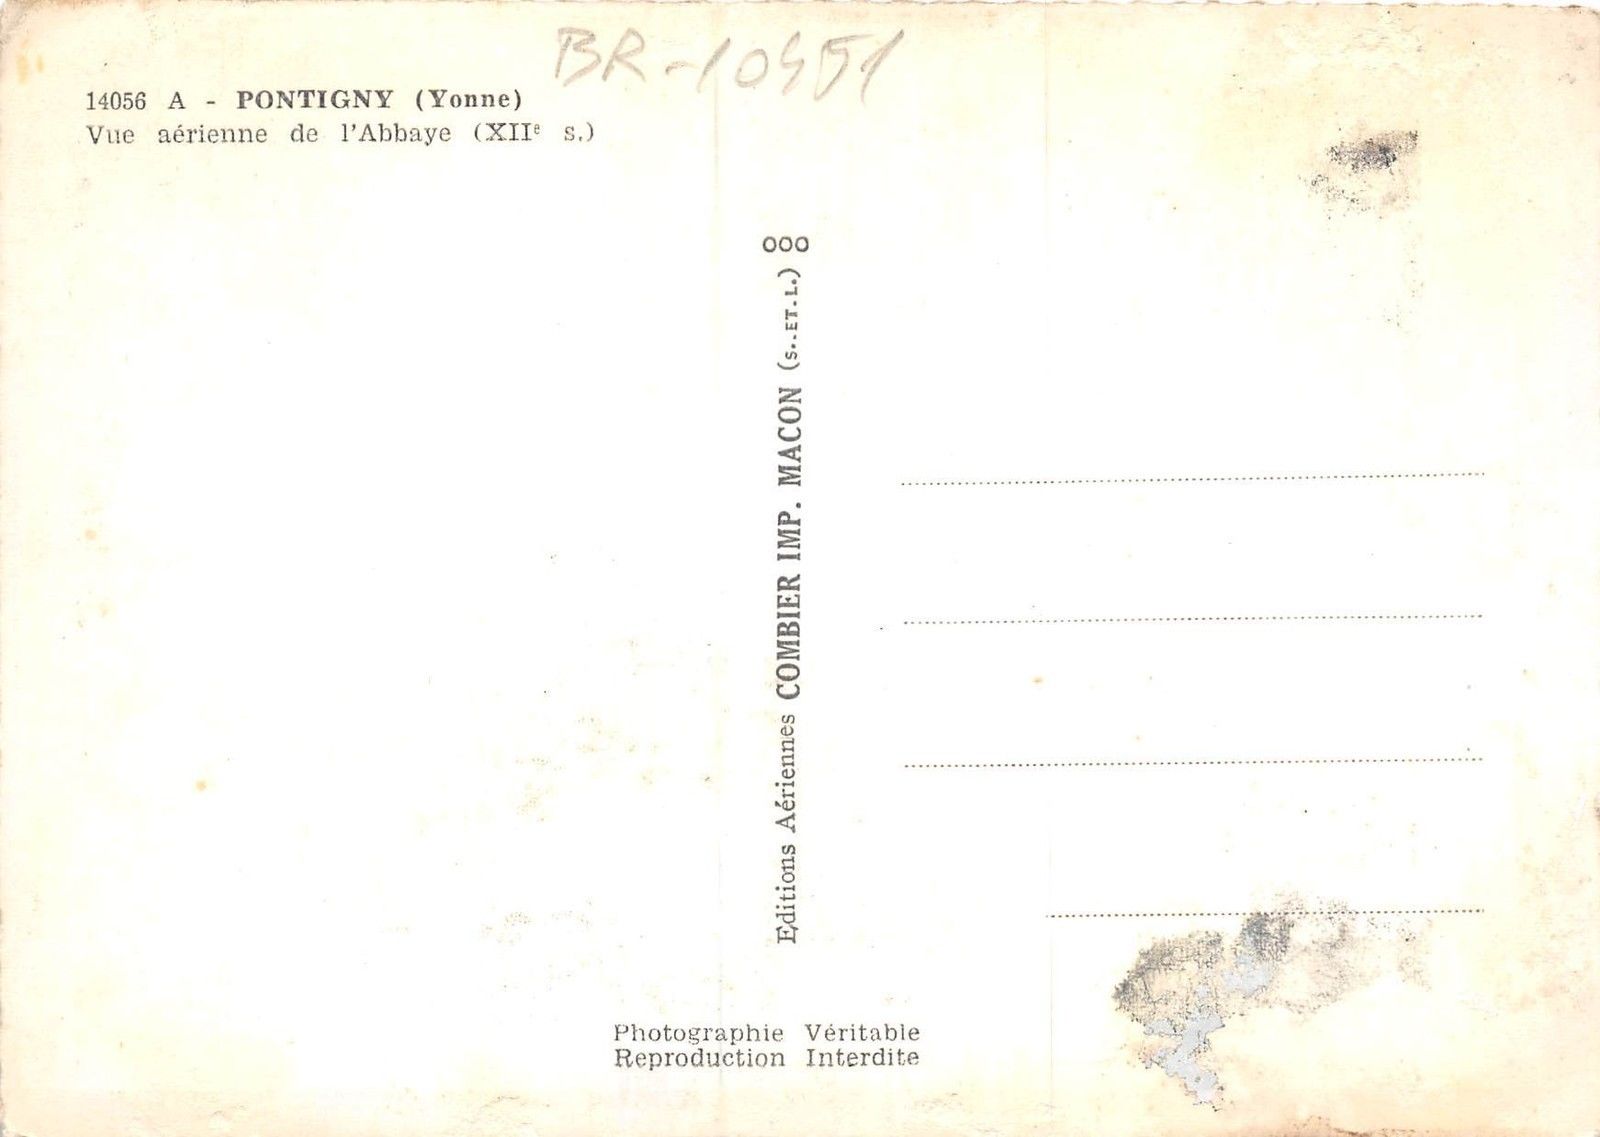 BR-10451
14056 A - PONTIGNY (Yonne)
Vue aérienne de l'Abbaye (XIIe s.)
ooo
Editions Aériennes COMBIER IMP. MACON (S.-ET-L.)
Photographie Véritable
Reproduction Interdite